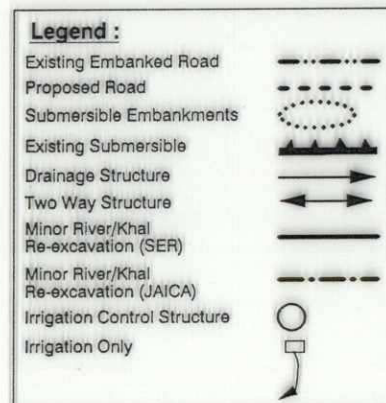 Legend :
Existing Embanked Road
Proposed Road
Submersible Embankments
Existing Submersible
Drainage Structure
Two Way Structure
Minor River/Khal
Re-excavation (SER)
Minor River/Khal
Re-excavation (JAICA)
Irrigation Control Structure
Irrigation Only